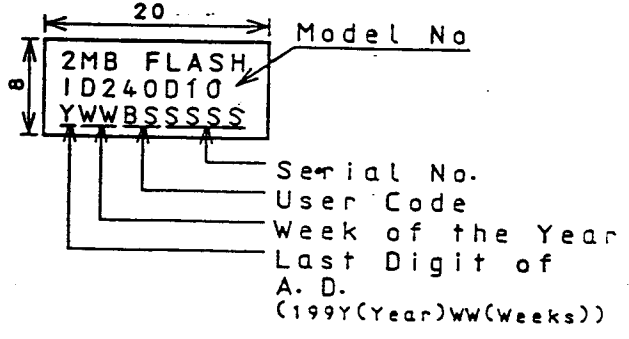 20
Model No
8
2MB FLASH
ID240D10
YWWBSSSSS
Serial No.
User Code
Week of the Year
Last Digit of
A. D.
(199Y(Year)WW(Weeks))